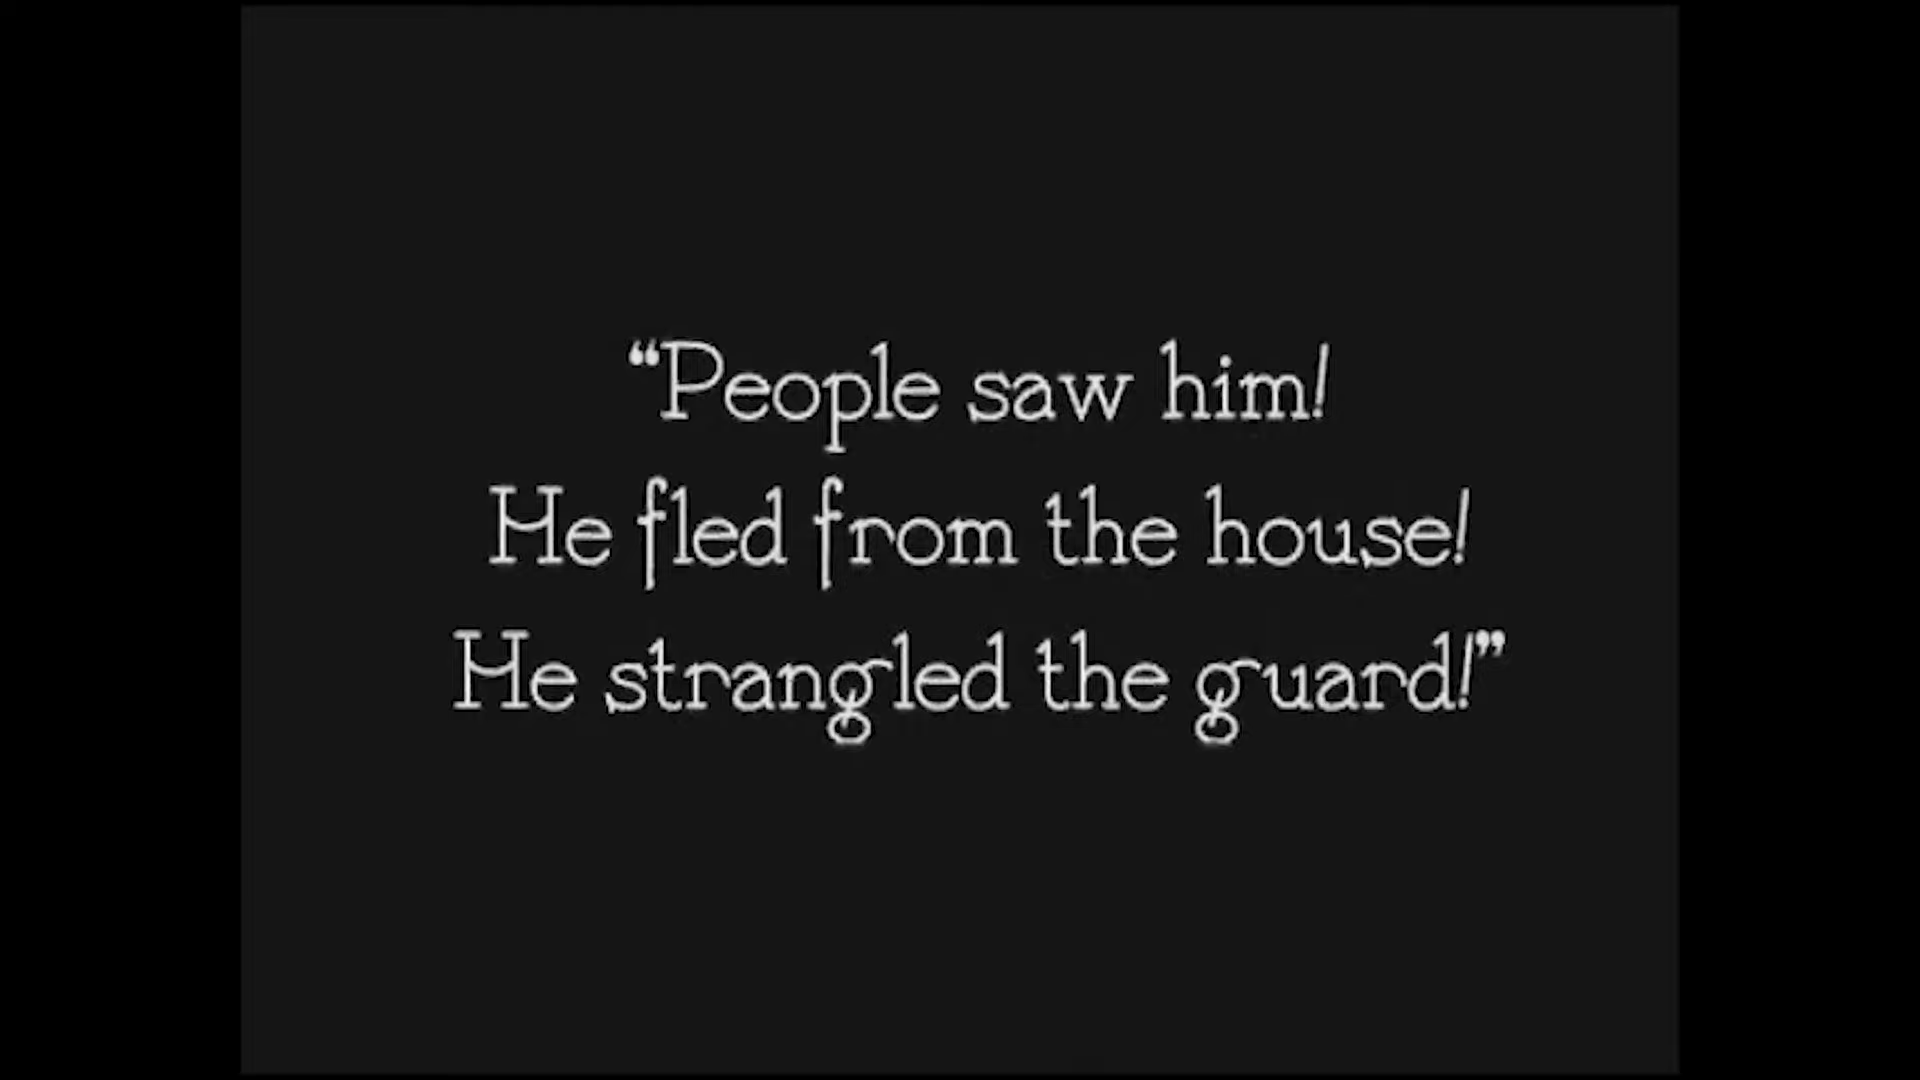 “People saw him!
He fled from the house!
He strangled the guard!”